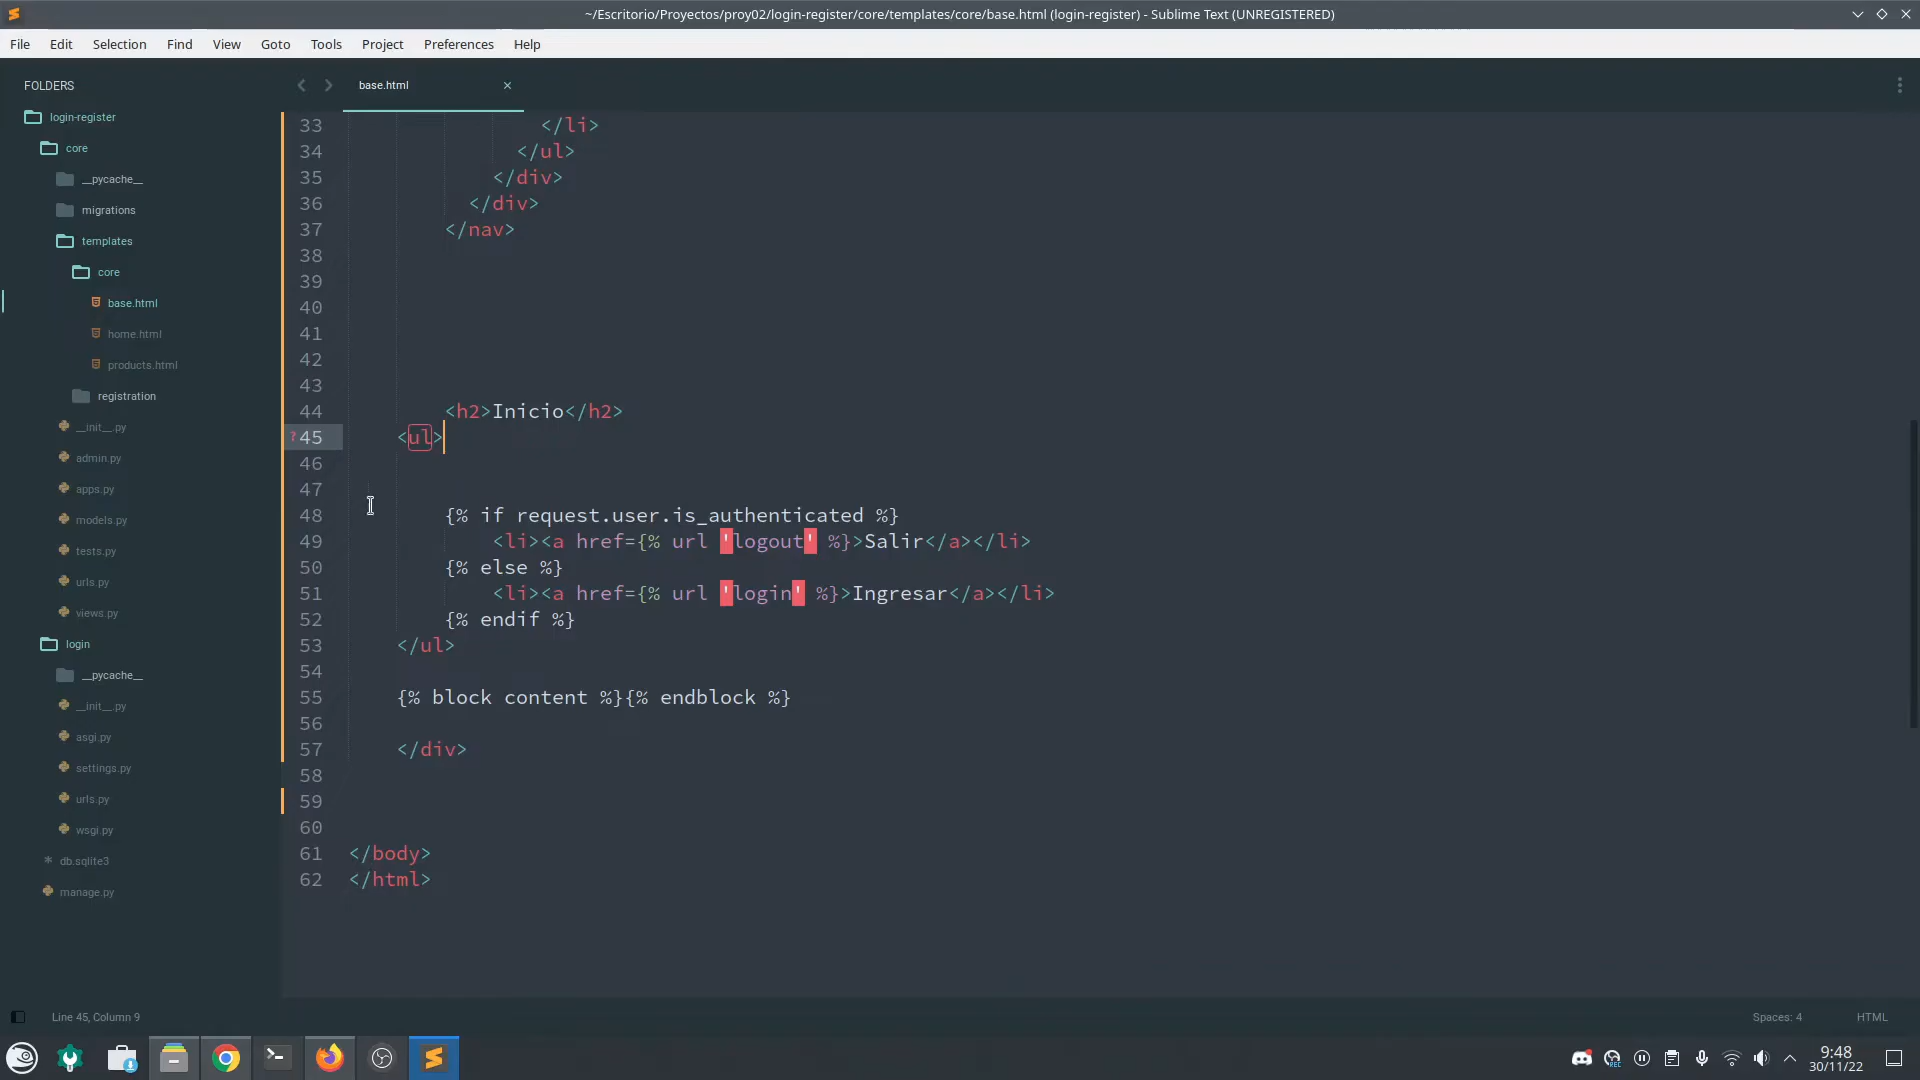 ~/Escritorio/Proyectos/proy02/login-register/core/templates/core/base.html (login-register) - Sublime Text (UNREGISTERED)
File Edit Selection Find View Goto Tools Project Preferences Help
FOLDERS
login-register
core
__pycache__
migrations
templates
core
base.html
home.html
products.html
registration
__init__.py
admin.py
apps.py
models.py
tests.py
urls.py
views.py
login
__pycache__
__init__.py
asgi.py
settings.py
urls.py
wsgi.py
db.sqlite3
manage.py
base.html
33 </li>
34 </ul>
35 </div>
36 </div>
37 </nav>
38
39
40
41
42
43
44 <h2>Inicio</h2>
? 45 <ul>
46
47
48 {% if request.user.is_authenticated %}
49 <li><a href={% url 'logout' %}>Salir</a></li>
50 {% else %}
51 <li><a href={% url 'login' %}>Ingresar</a></li>
52 {% endif %}
53 </ul>
54
55 {% block content %}{% endblock %}
56
57 </div>
58
59
60
61 </body>
62 </html>
Line 45, Column 9
Spaces: 4 HTML
REC
9:48
30/11/22